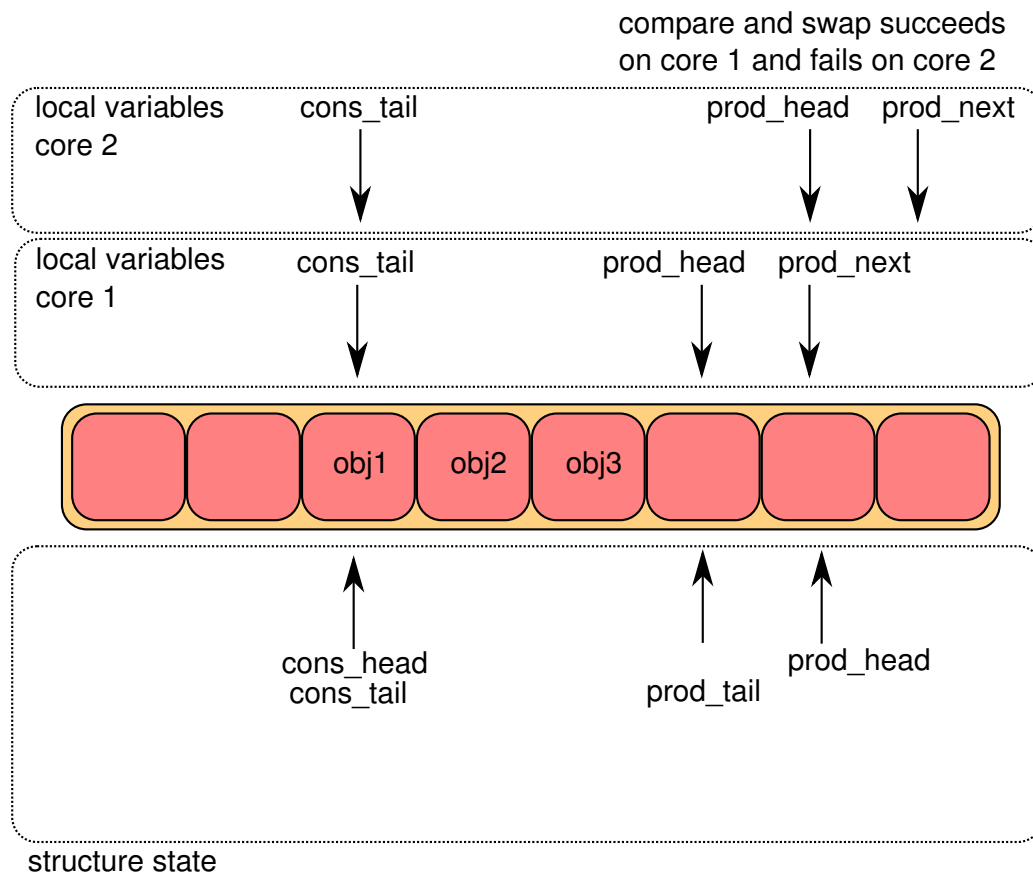 compare and swap succeeds
on core 1 and fails on core 2
local variables
core 2
cons_tail
prod_head
prod_next
local variables
core 1
cons_tail
prod_head
prod_next
obj1
obj2
obj3
cons_head
cons_tail
prod_tail
prod_head
structure state